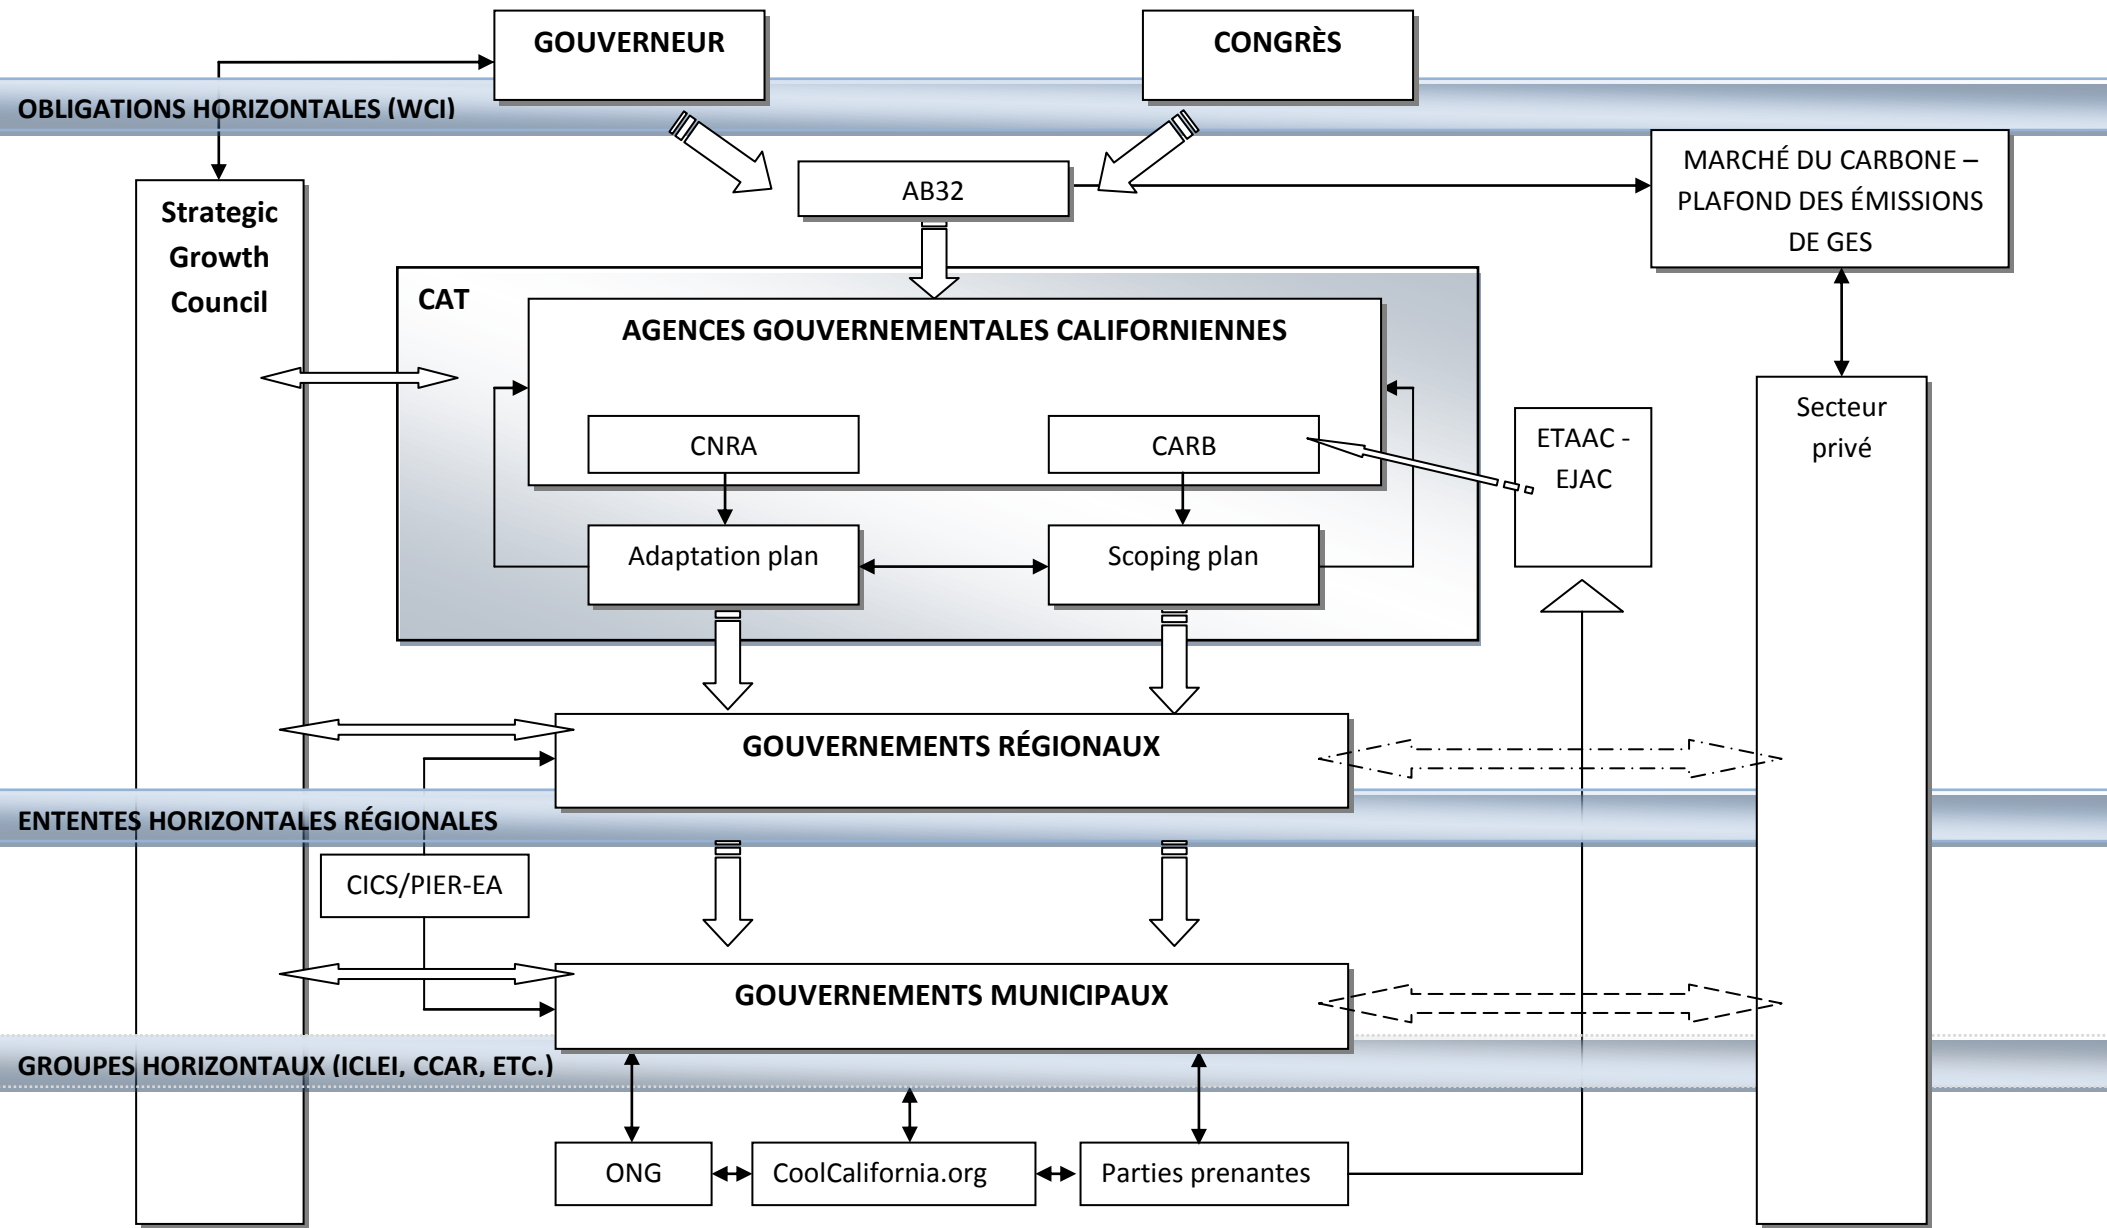 GOUVERNEUR
CONGRÈS
OBLIGATIONS HORIZONTALES (WCI)
MARCHÉ DU CARBONE –
PLAFOND DES ÉMISSIONS
DE GES
AB32
Strategic
Growth
Council
CAT
AGENCES GOUVERNEMENTALES CALIFORNIENNES
CNRA
CARB
ETAAC -
EJAC
Secteur
privé
Adaptation plan
Scoping plan
GOUVERNEMENTS RÉGIONAUX
ENTENTES HORIZONTALES RÉGIONALES
CICS/PIER-EA
GOUVERNEMENTS MUNICIPAUX
GROUPES HORIZONTAUX (ICLEI, CCAR, ETC.)
ONG
CoolCalifornia.org
Parties prenantes